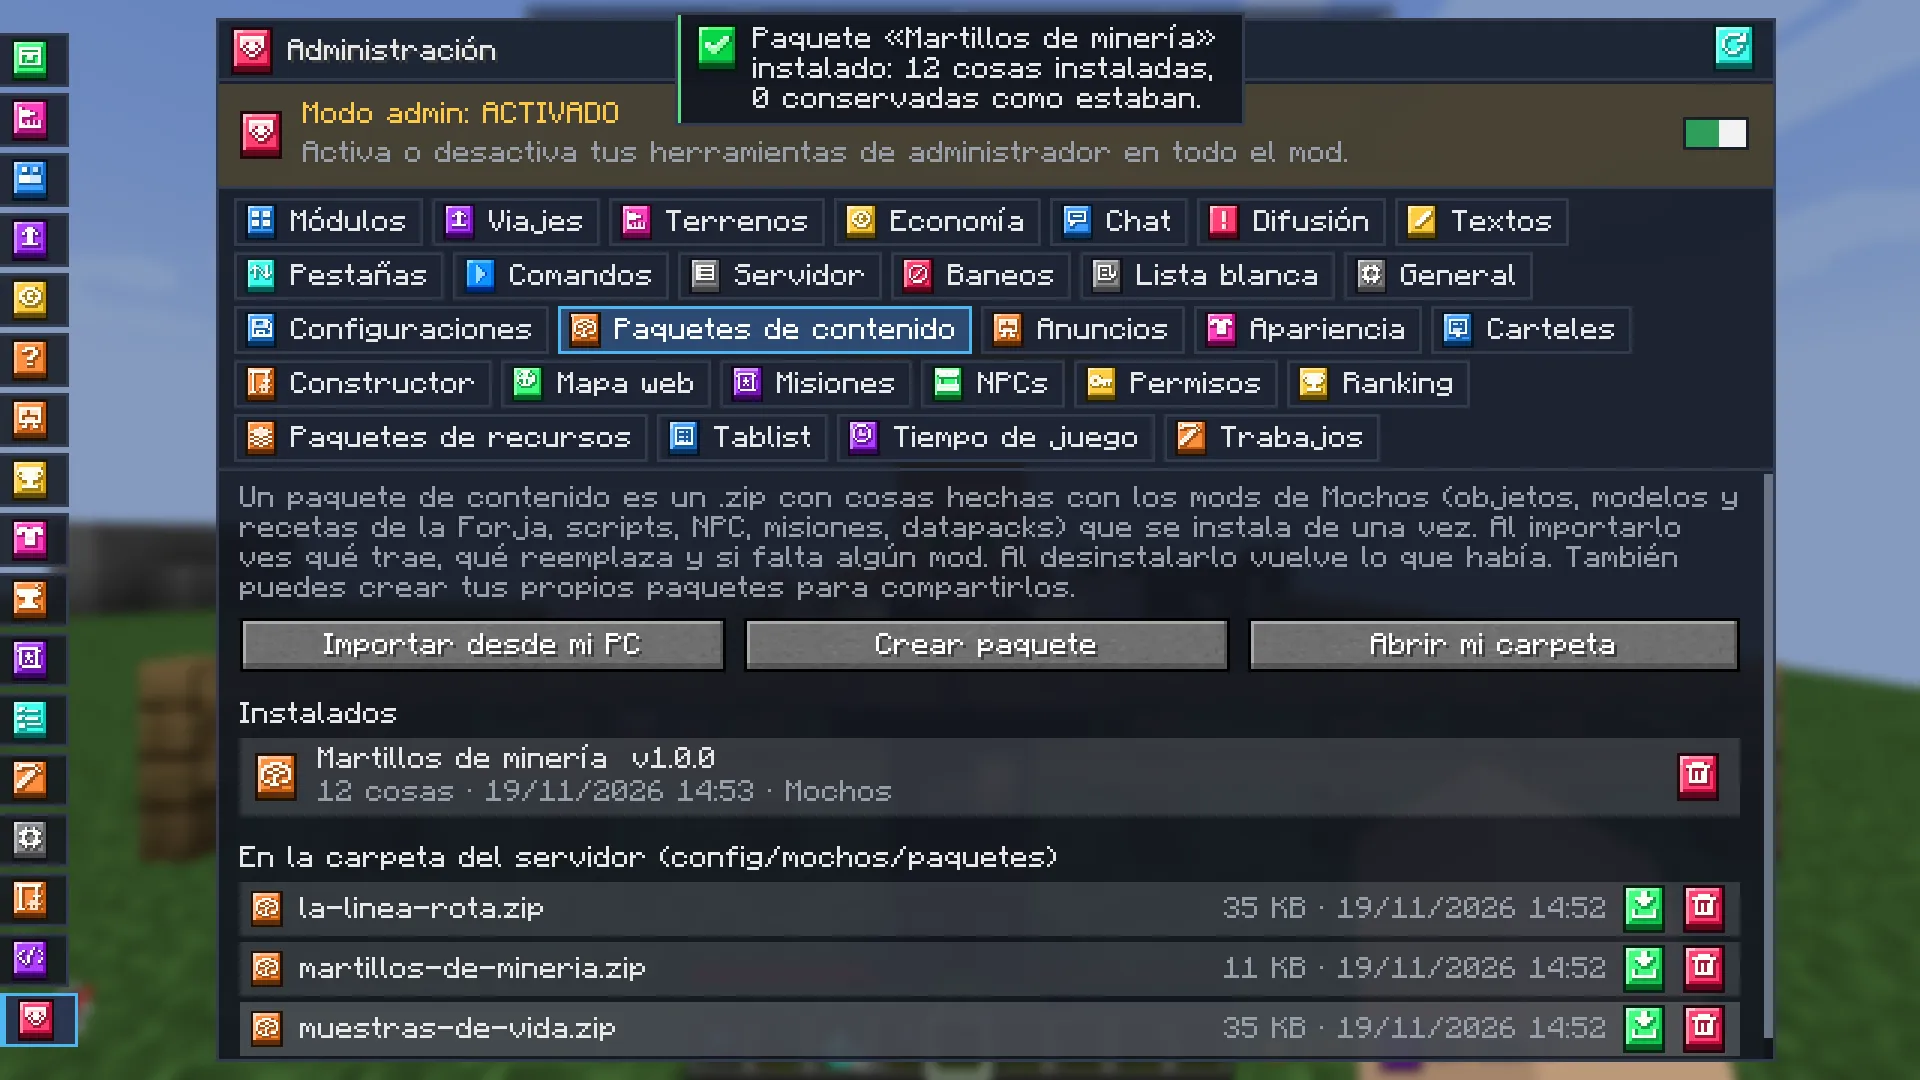 Administración
Paquete «Martillos de minería»
instalado: 12 cosas instaladas,
0 conservadas como estaban.
Modo admin: ACTIVADO
Activa o desactiva tus herramientas de administrador en todo el mod.
Módulos Viajes Terrenos Economía Chat Difusión Textos
Pestañas Comandos Servidor Baneos Lista blanca General
Configuraciones Paquetes de contenido Anuncios Apariencia Carteles
Constructor Mapa web Misiones NPCs Permisos Ranking
Paquetes de recursos Tablist Tiempo de juego Trabajos
Un paquete de contenido es un .zip con cosas hechas con los mods de Mochos (objetos, modelos y
recetas de la Forja, scripts, NPC, misiones, datapacks) que se instala de una vez. Al importarlo
ves qué trae, qué reemplaza y si falta algún mod. Al desinstalarlo vuelve lo que había. También
puedes crear tus propios paquetes para compartirlos.
Importar desde mi PC Crear paquete Abrir mi carpeta
Instalados
Martillos de minería v1.0.0
12 cosas · 19/11/2026 14:53 · Mochos
En la carpeta del servidor (config/mochos/paquetes)
la-linea-rota.zip 35 KB · 19/11/2026 14:52
martillos-de-mineria.zip 11 KB · 19/11/2026 14:52
muestras-de-vida.zip 35 KB · 19/11/2026 14:52